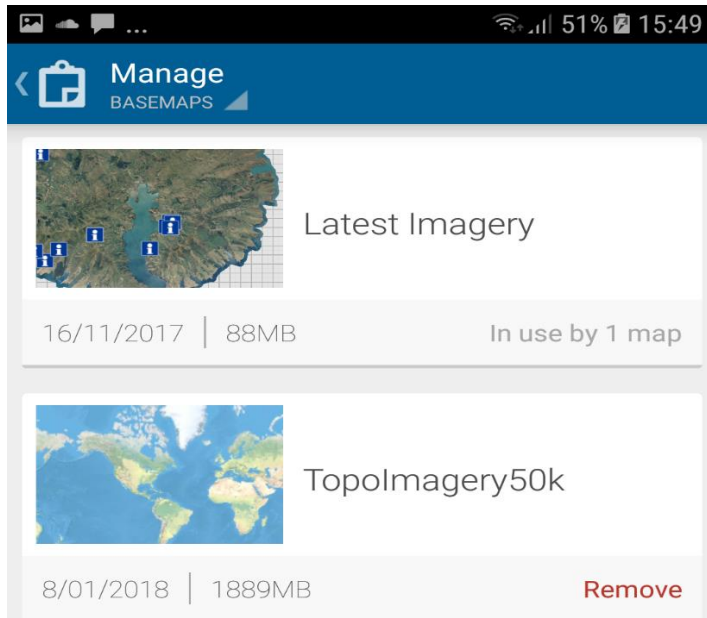 ... 51% 15:49
Manage
BASEMAPS
Latest Imagery
16/11/2017 | 88MB In use by 1 map
TopoImagery50k
8/01/2018 | 1889MB Remove